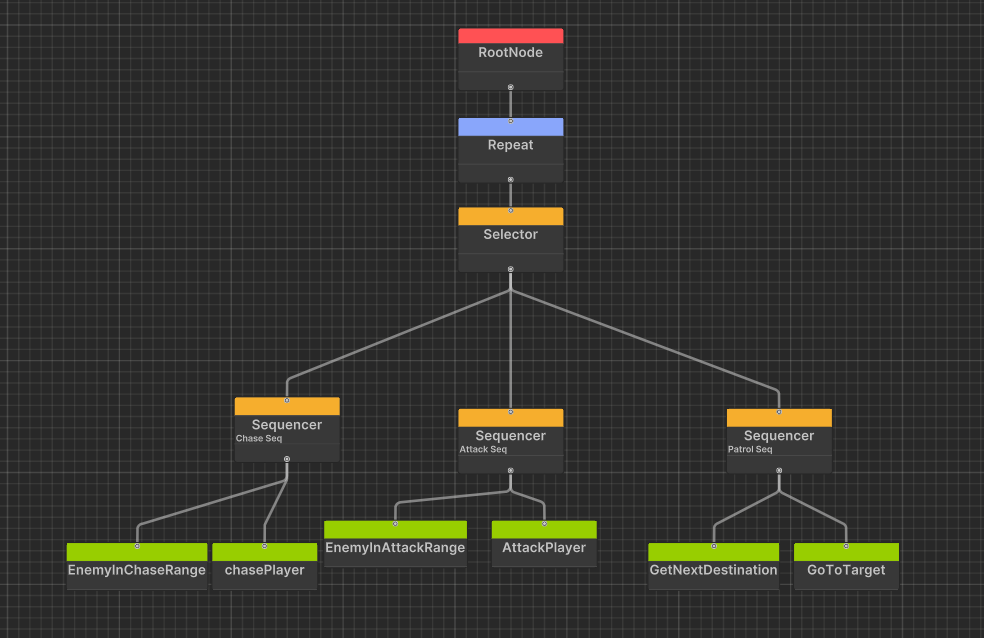 RootNode
Repeat
Selector
Sequencer
Chase Seq
Sequencer
Attack Seq
Sequencer
Patrol Seq
EnemyInChaseRange
chasePlayer
EnemyInAttackRange
AttackPlayer
GetNextDestination
GoToTarget